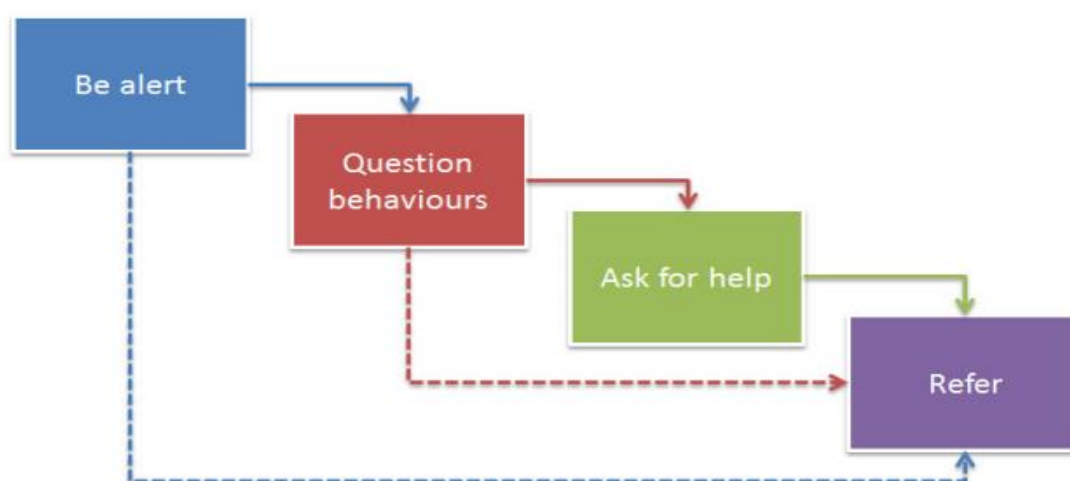 Be alert
Question
behaviours
Ask for help
Refer